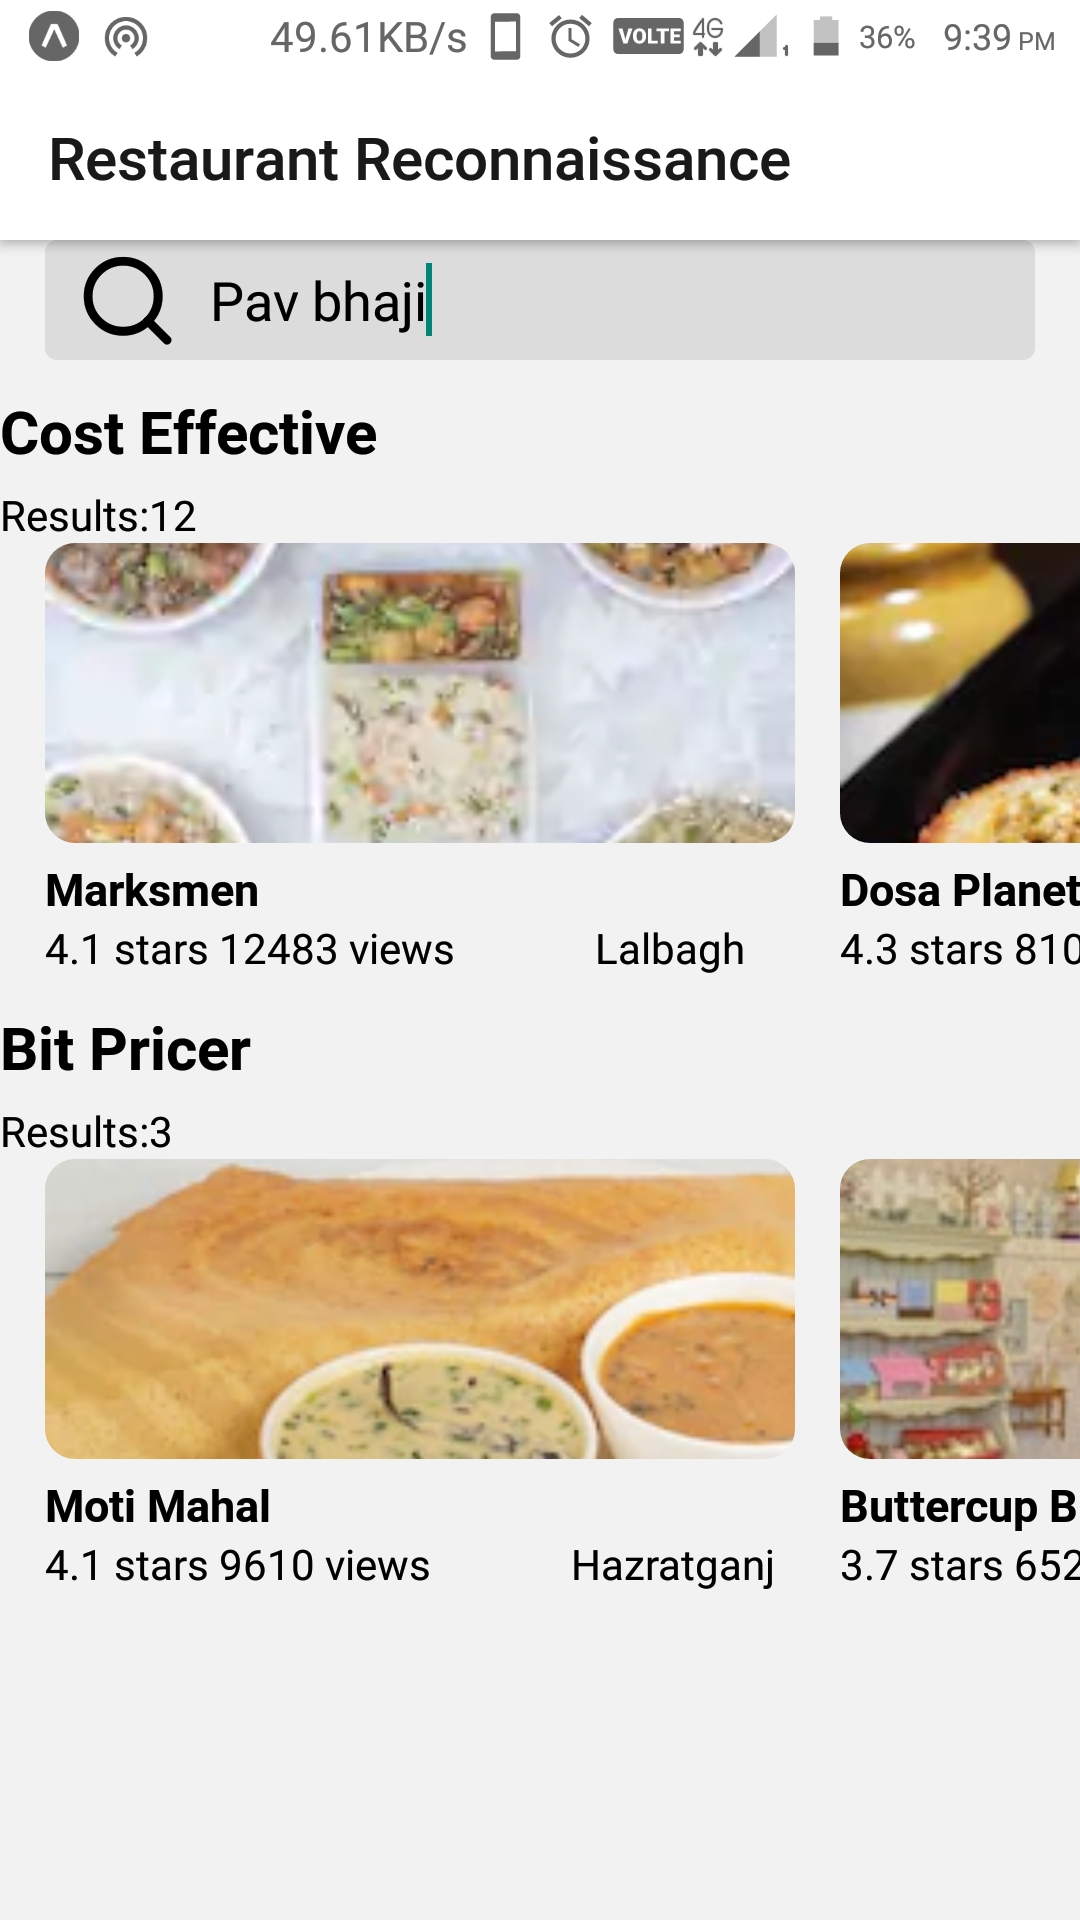 49.61KB/s VOLTE 4G 1 36% 9:39 PM
Restaurant Reconnaissance
Pav bhaji
Cost Effective
Results:12
Marksmen Dosa Planet
4.1 stars 12483 views Lalbagh 4.3 stars 810
Bit Pricer
Results:3
Moti Mahal Buttercup B
4.1 stars 9610 views Hazratganj 3.7 stars 652